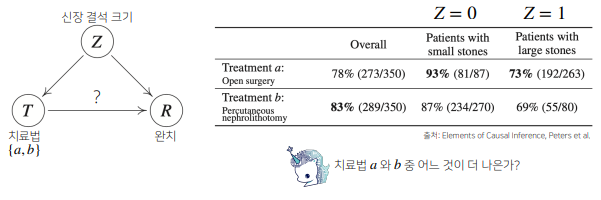 신장 결석 크기
Z
?
T
R
치료법
{a, b}
완치
Z = 0
Z = 1
Overall
Patients with small stones
Patients with large stones
Treatment a:
Open surgery
78% (273/350)
93% (81/87)
73% (192/263)
Treatment b:
Percutaneous nephrolithotomy
83% (289/350)
87% (234/270)
69% (55/80)
출처: Elements of Causal Inference, Peters et al.
치료법 a 와 b 중 어느 것이 더 나은가?